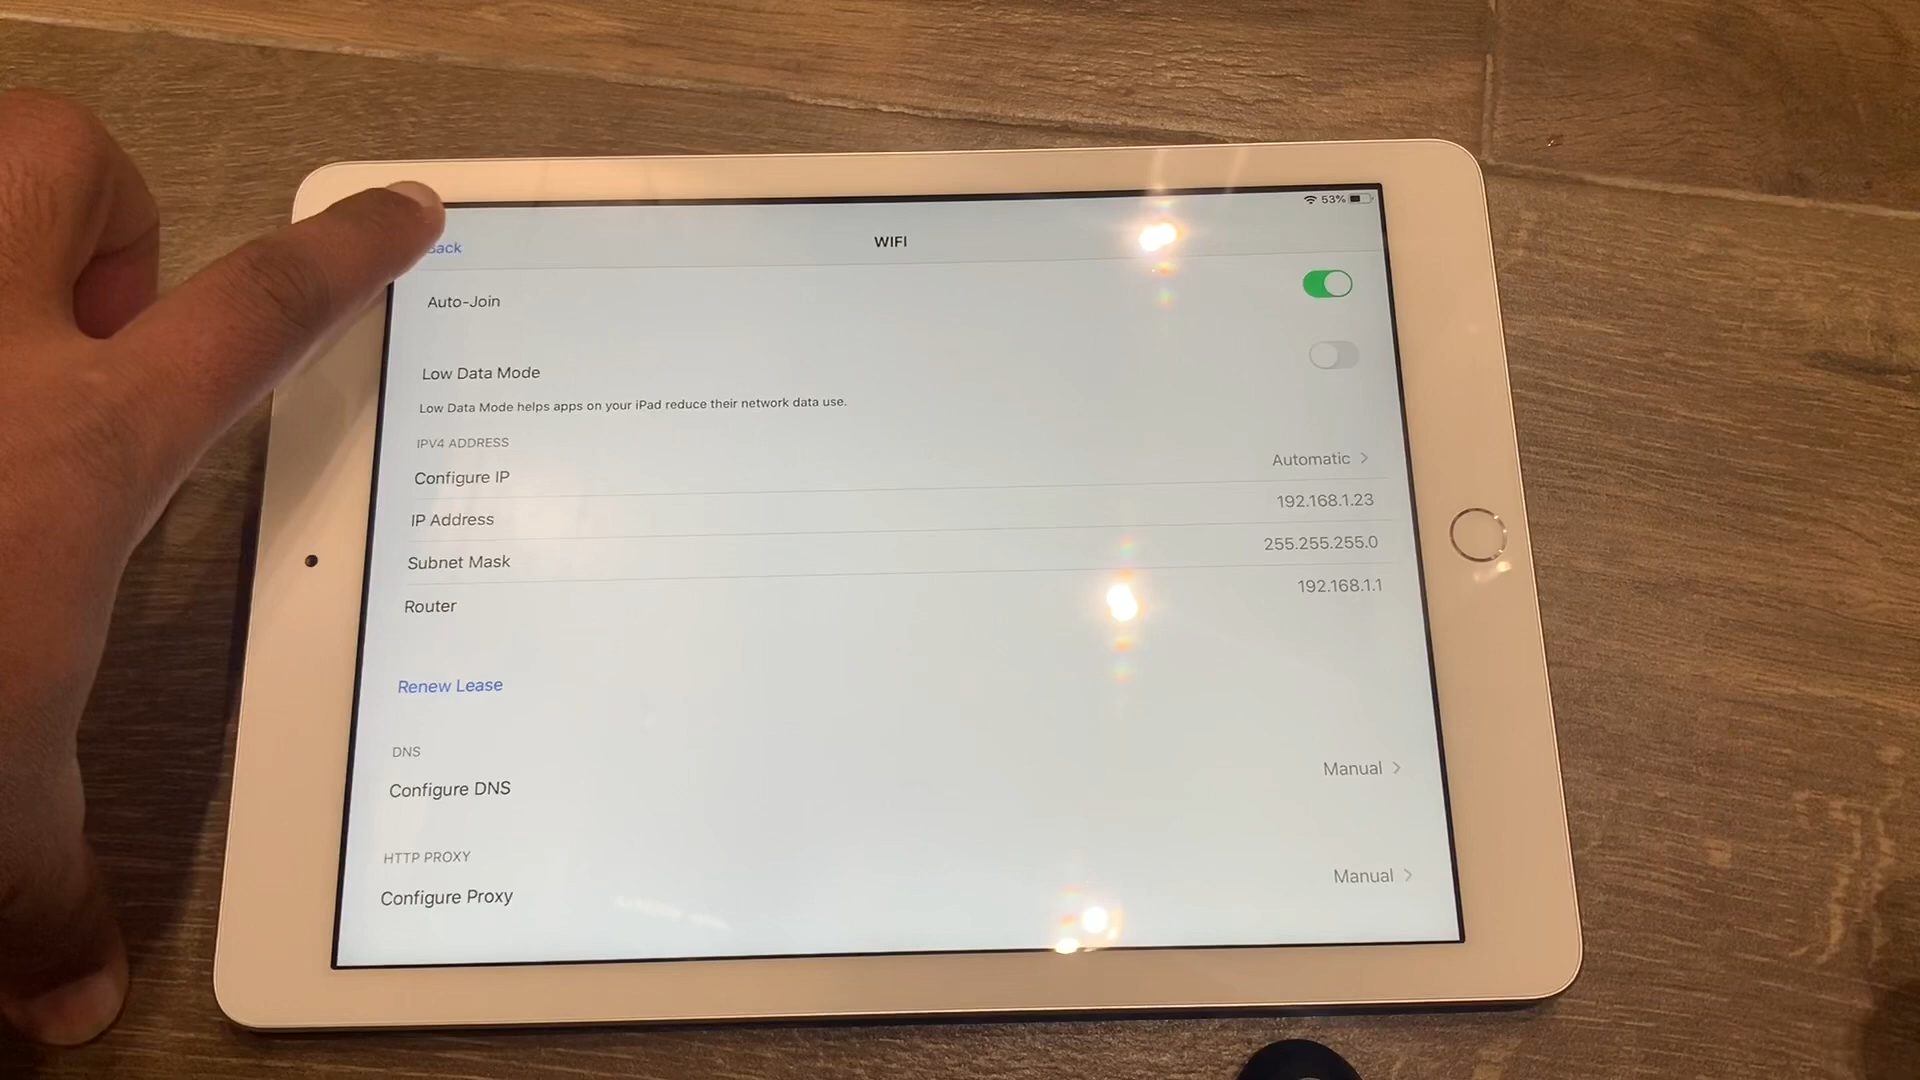 Back
WIFI
53%
Auto-Join
Low Data Mode
Low Data Mode helps apps on your iPad reduce their network data use.
IPV4 ADDRESS
Configure IP Automatic
IP Address 192.168.1.23
Subnet Mask 255.255.255.0
Router 192.168.1.1
Renew Lease
DNS
Configure DNS Manual
HTTP PROXY
Configure Proxy Manual